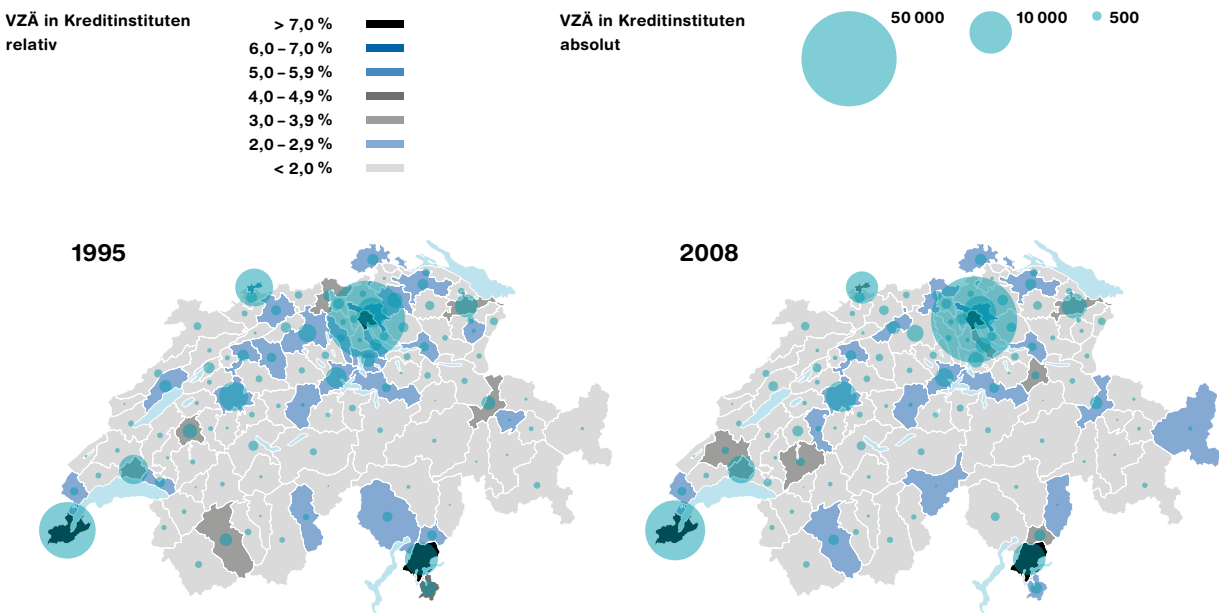 VZÄ in Kreditinstituten
relativ
> 7,0 %
6,0 – 7,0 %
5,0 – 5,9 %
4,0 – 4,9 %
3,0 – 3,9 %
2,0 – 2,9 %
< 2,0 %
VZÄ in Kreditinstituten
absolut
50 000
10 000
500
1995
2008